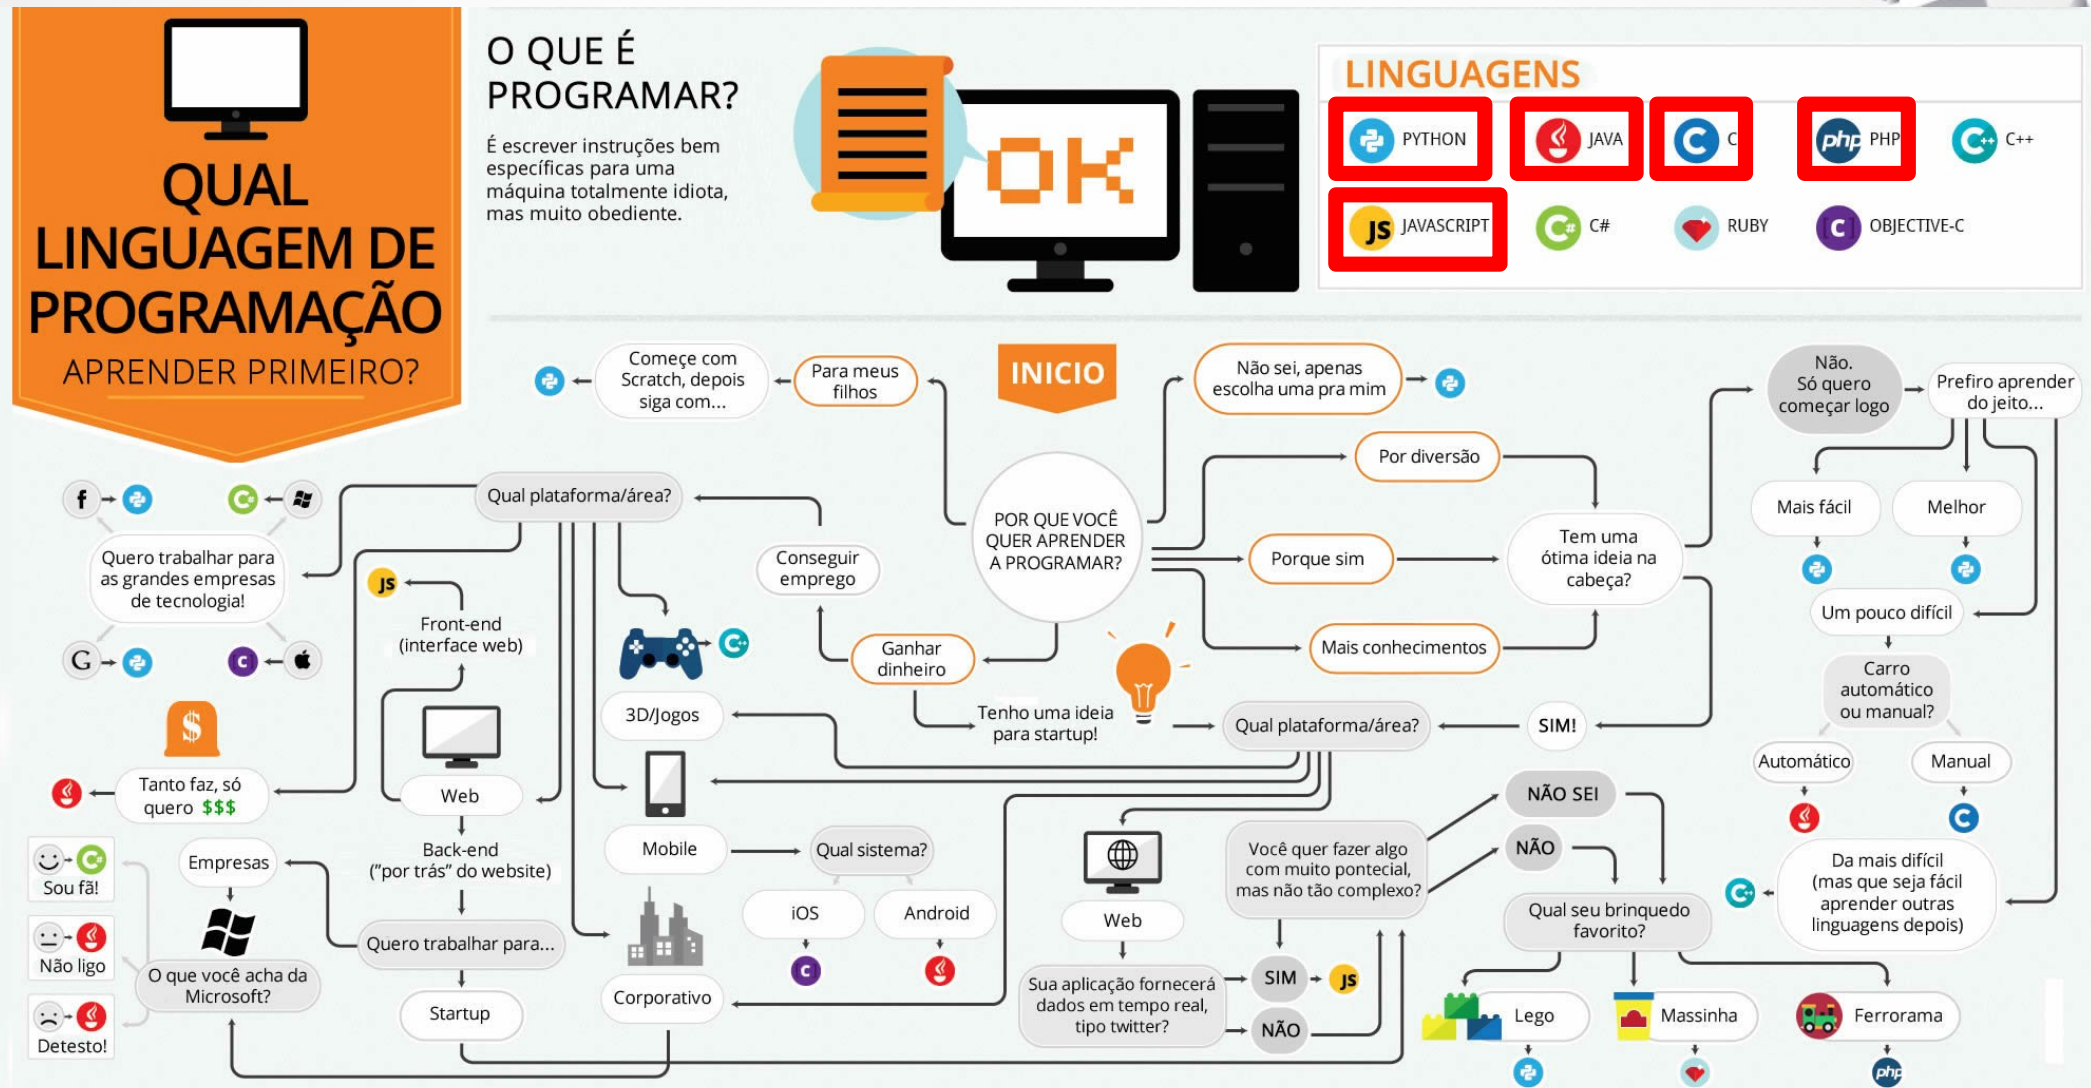 QUAL
LINGUAGEM DE
PROGRAMAÇÃO
APRENDER PRIMEIRO?
O QUE É
PROGRAMAR?
É escrever instruções bem
específicas para uma
máquina totalmente idiota,
mas muito obediente.
OK
LINGUAGENS
PYTHON
JAVA
C C
php PHP
C++ C++
JS JAVASCRIPT
C# C#
RUBY
[C] OBJECTIVE-C
INICIO
POR QUE VOCÊ
QUER APRENDER
A PROGRAMAR?
Para meus
filhos
Começe com
Scratch, depois
siga com...
Não sei, apenas
escolha uma pra mim
Por diversão
Porque sim
Mais conhecimentos
Tem uma
ótima ideia na
cabeça?
Não.
Só quero
começar logo
Prefiro aprender
do jeito...
Mais fácil
Melhor
Um pouco difícil
Carro
automático
ou manual?
Automático
Manual
C
Da mais difícil
(mas que seja fácil
aprender outras
linguagens depois)
C++
SIM!
Ganhar
dinheiro
Conseguir
emprego
Tenho uma ideia
para startup!
Qual plataforma/área?
Qual plataforma/área?
f
C#
Quero trabalhar para
as grandes empresas
de tecnologia!
G
[C]
$
Tanto faz, só
quero $$$
JS
Front-end
(interface web)
Web
Back-end
("por trás" do website)
Quero trabalhar para...
Empresas
Startup
O que você acha da
Microsoft?
C#
Sou fã!
Não ligo
Detesto!
C++
3D/Jogos
Mobile
Qual sistema?
iOS
Android
[C]
Corporativo
Web
Sua aplicação fornecerá
dados em tempo real,
tipo twitter?
SIM
JS
NÃO
Você quer fazer algo
com muito pontecial,
mas não tão complexo?
NÃO SEI
NÃO
Qual seu brinquedo
favorito?
Lego
Massinha
Ferrorama
php